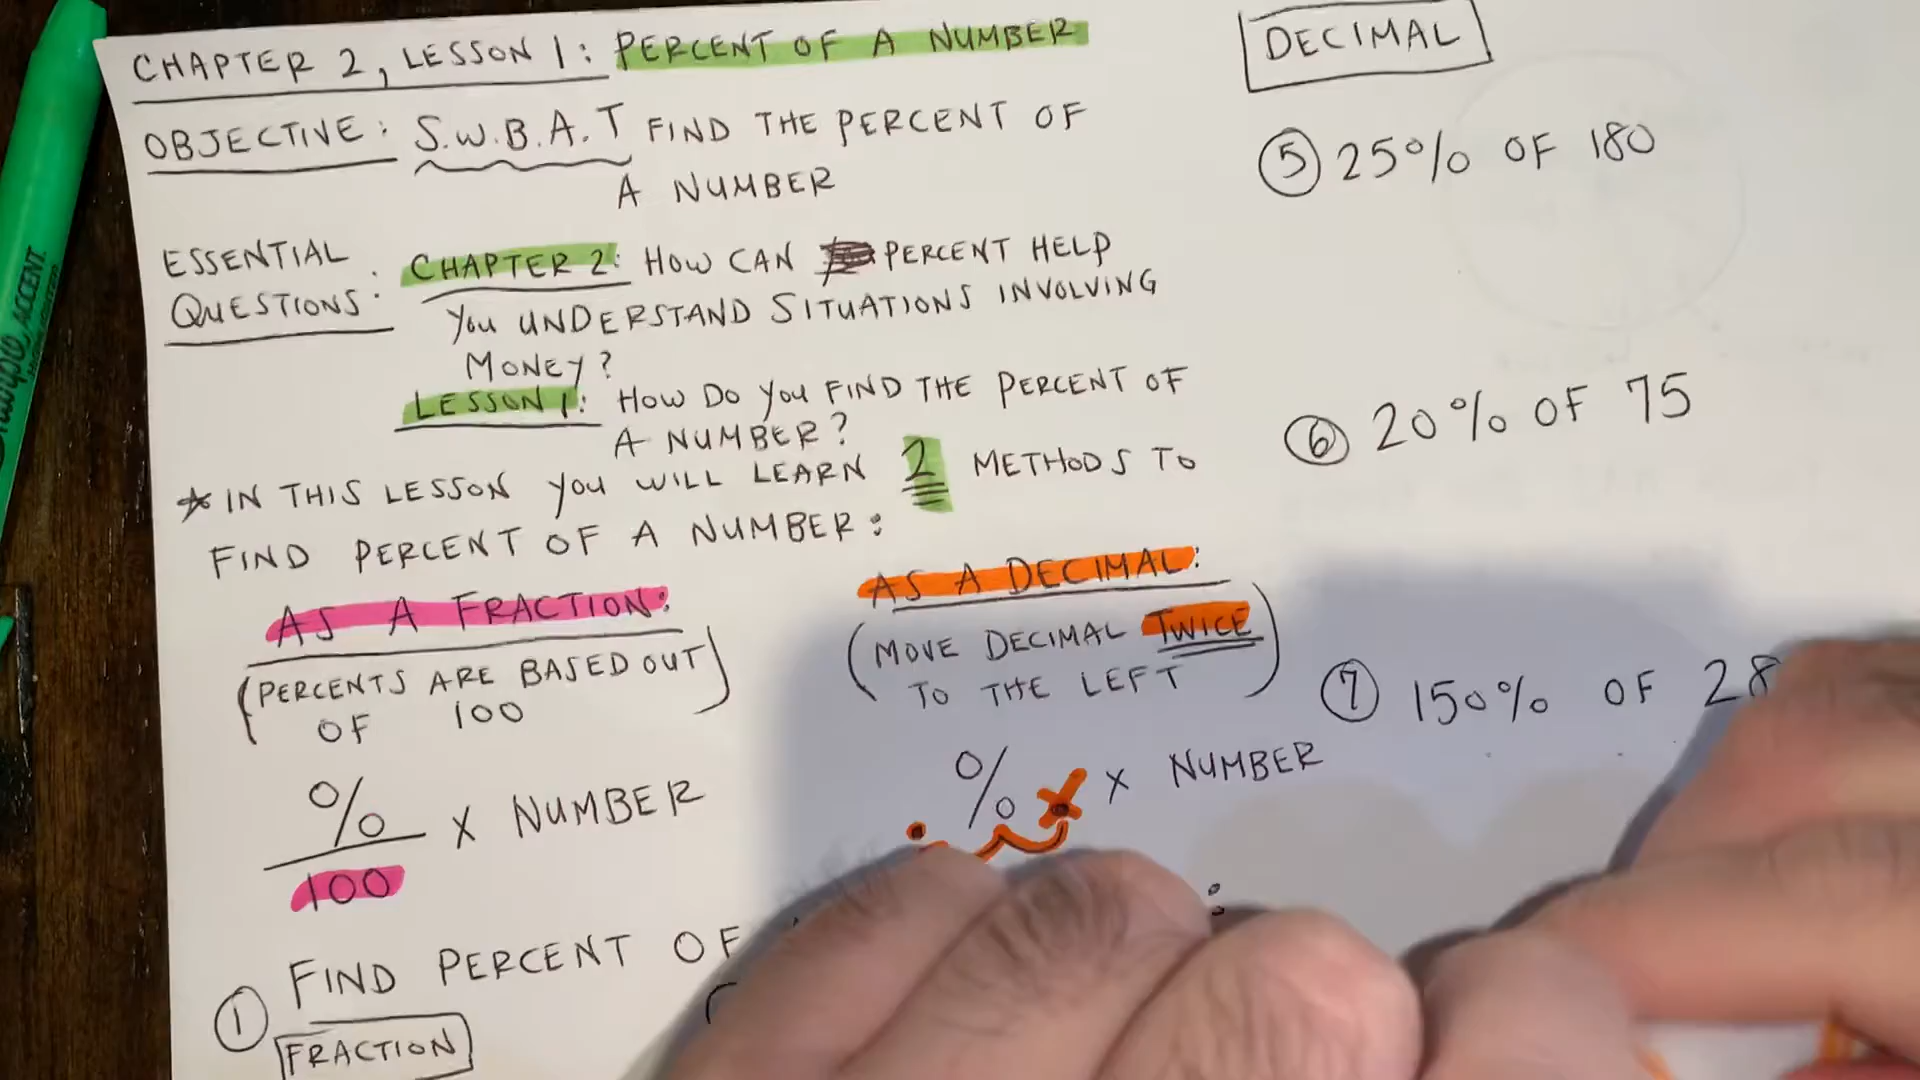 CHAPTER 2, LESSON 1: PERCENT OF A NUMBER
OBJECTIVE: S.W.B.A.T FIND THE PERCENT OF
A NUMBER
ESSENTIAL
QUESTIONS:
CHAPTER 2: HOW CAN PERCENT HELP
YOU UNDERSTAND SITUATIONS INVOLVING
MONEY?
LESSON 1: HOW DO YOU FIND THE PERCENT OF
A NUMBER?
* IN THIS LESSON YOU WILL LEARN 2 METHODS TO
FIND PERCENT OF A NUMBER:
AS A FRACTION:
(PERCENTS ARE BASED OUT
OF 100)
% X NUMBER
100
AS A DECIMAL:
(MOVE DECIMAL TWICE
TO THE LEFT)
% . X NUMBER
FIND PERCENT OF
① FRACTION
DECIMAL
⑤ 25% OF 180
⑥ 20% OF 75
⑦ 150% OF 28
Sharpie ACCENT